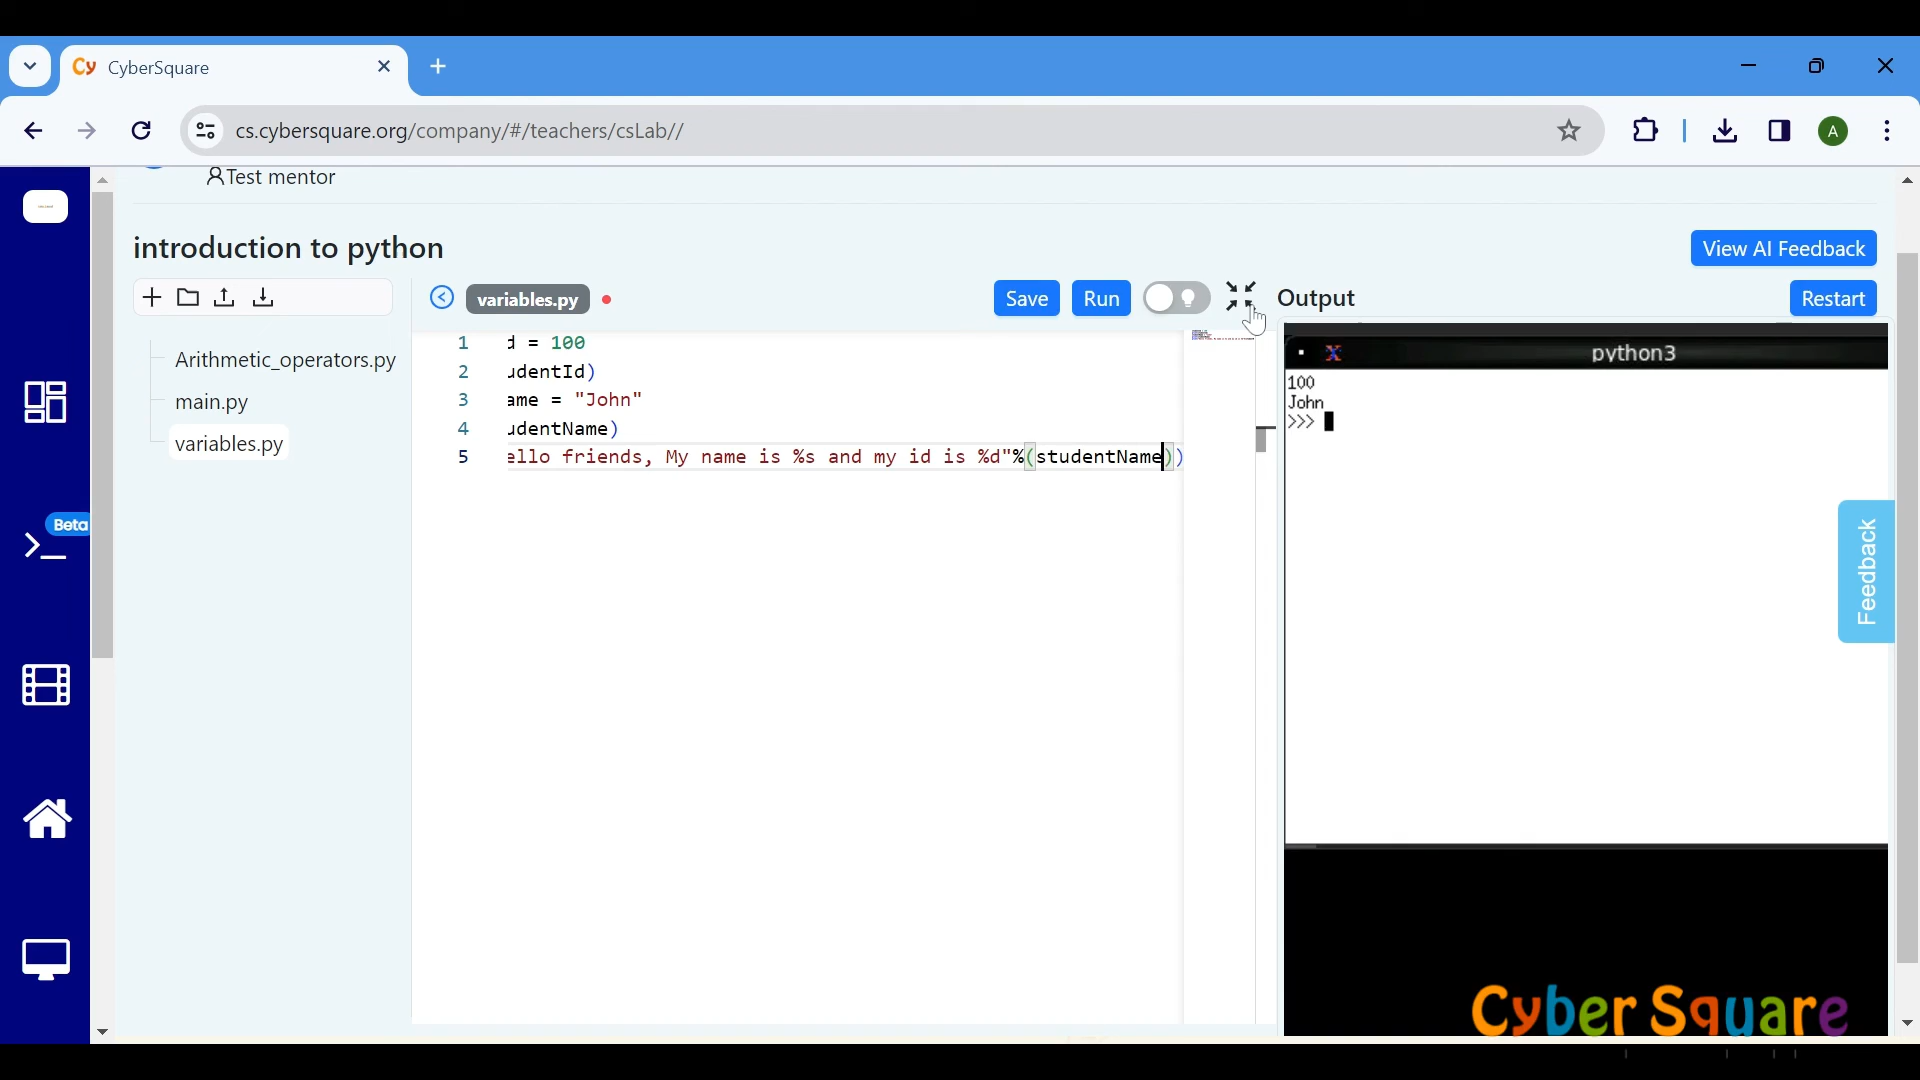 Cy CyberSquare
cs.cybersquare.org/company/#/teachers/csLab//
A
Test mentor
introduction to python
View AI Feedback
variables.py
Save
Run
Output
Restart
Arithmetic_operators.py
main.py
variables.py
Beta
1 d = 100
2 udentId)
3 ame = "John"
4 udentName)
5 ello friends, My name is %s and my id is %d"%(studentName))
python3
100
John
>>>
Feedback
Cyber Square